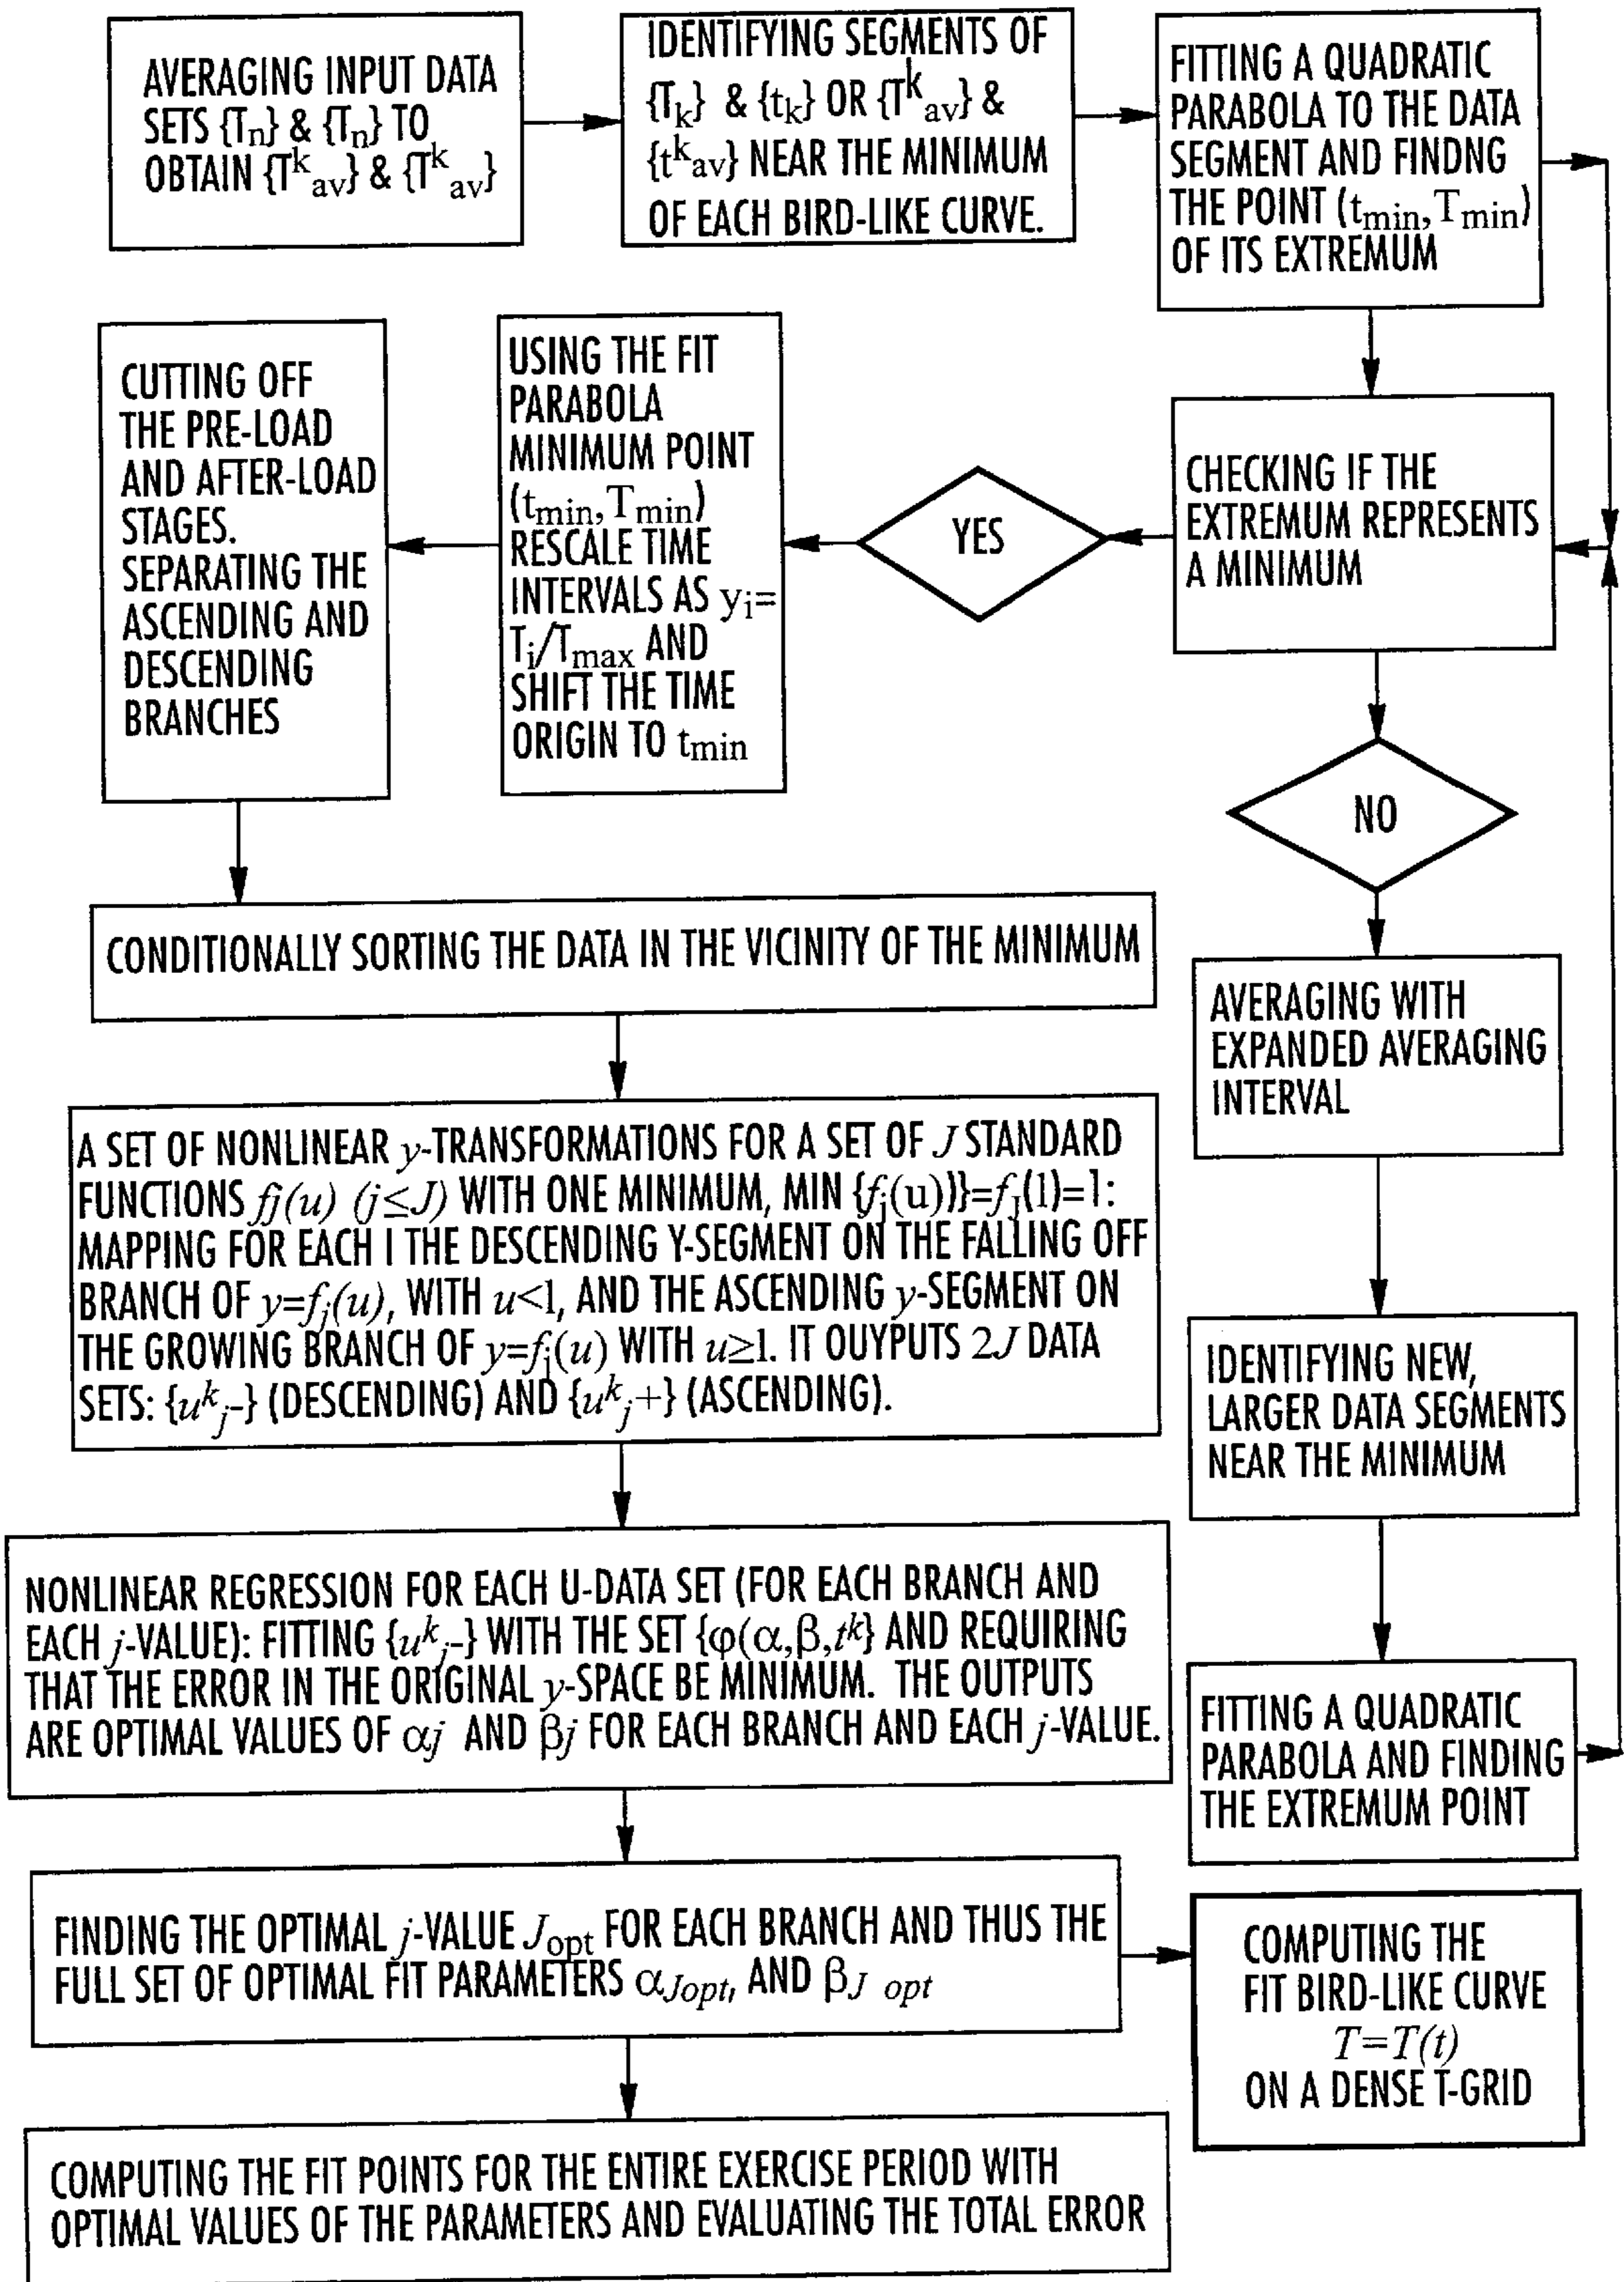 AVERAGING INPUT DATA
SETS {Tn} & {Tn} TO
OBTAIN {T^k_av} & {T^k_av}
IDENTIFYING SEGMENTS OF
{T_k} & {t_k} OR {T^k_av} &
{t^k_av} NEAR THE MINIMUM
OF EACH BIRD-LIKE CURVE.
FITTING A QUADRATIC
PARABOLA TO THE DATA
SEGMENT AND FINDNG
THE POINT (t_min, T_min)
OF ITS EXTREMUM
CHECKING IF THE
EXTREMUM REPRESENTS
A MINIMUM
YES
USING THE FIT
PARABOLA
MINIMUM POINT
(t_min, T_min)
RESCALE TIME
INTERVALS AS y_i=
T_i/T_max AND
SHIFT THE TIME
ORIGIN TO t_min
CUTTING OFF
THE PRE-LOAD
AND AFTER-LOAD
STAGES.
SEPARATING THE
ASCENDING AND
DESCENDING
BRANCHES
NO
AVERAGING WITH
EXPANDED AVERAGING
INTERVAL
IDENTIFYING NEW,
LARGER DATA SEGMENTS
NEAR THE MINIMUM
FITTING A QUADRATIC
PARABOLA AND FINDING
THE EXTREMUM POINT
CONDITIONALLY SORTING THE DATA IN THE VICINITY OF THE MINIMUM
A SET OF NONLINEAR y-TRANSFORMATIONS FOR A SET OF J STANDARD
FUNCTIONS fj(u) (j≤J) WITH ONE MINIMUM, MIN {f_j(u))}=f_J(1)=1:
MAPPING FOR EACH I THE DESCENDING Y-SEGMENT ON THE FALLING OFF
BRANCH OF y=f_j(u), WITH u<1, AND THE ASCENDING y-SEGMENT ON
THE GROWING BRANCH OF y=f_j(u) WITH u≥1. IT OUYPUTS 2J DATA
SETS: {u^k_j-} (DESCENDING) AND {u^k_j+} (ASCENDING).
NONLINEAR REGRESSION FOR EACH U-DATA SET (FOR EACH BRANCH AND
EACH j-VALUE): FITTING {u^k_j-} WITH THE SET {φ(α,β,t^k} AND REQUIRING
THAT THE ERROR IN THE ORIGINAL y-SPACE BE MINIMUM. THE OUTPUTS
ARE OPTIMAL VALUES OF αj AND βj FOR EACH BRANCH AND EACH j-VALUE.
FINDING THE OPTIMAL j-VALUE J_opt FOR EACH BRANCH AND THUS THE
FULL SET OF OPTIMAL FIT PARAMETERS α_Jopt, AND β_J opt
COMPUTING THE
FIT BIRD-LIKE CURVE
T=T(t)
ON A DENSE T-GRID
COMPUTING THE FIT POINTS FOR THE ENTIRE EXERCISE PERIOD WITH
OPTIMAL VALUES OF THE PARAMETERS AND EVALUATING THE TOTAL ERROR